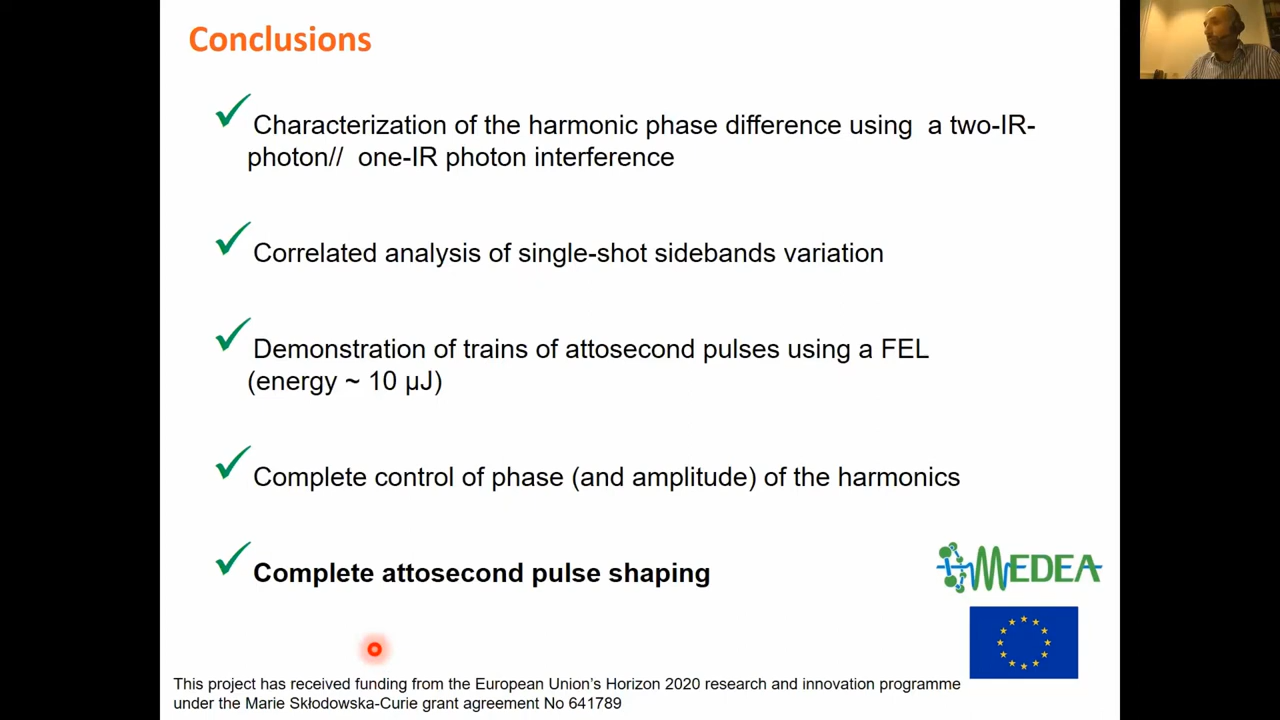 Conclusions
Characterization of the harmonic phase difference using a two-IR-
photon// one-IR photon interference
Correlated analysis of single-shot sidebands variation
Demonstration of trains of attosecond pulses using a FEL
(energy ~ 10 µJ)
Complete control of phase (and amplitude) of the harmonics
Complete attosecond pulse shaping
MEDEA
This project has received funding from the European Union’s Horizon 2020 research and innovation programme
under the Marie Skłodowska-Curie grant agreement No 641789